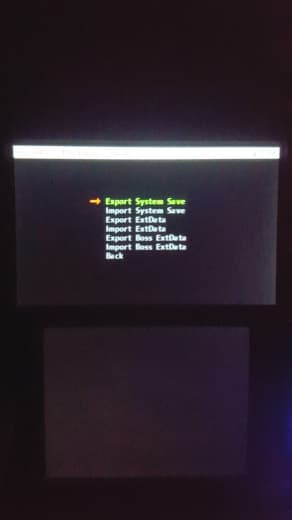 Export System Save
Import System Save
Export ExtData
Import ExtData
Export Boss ExtData
Import Boss ExtData
Back